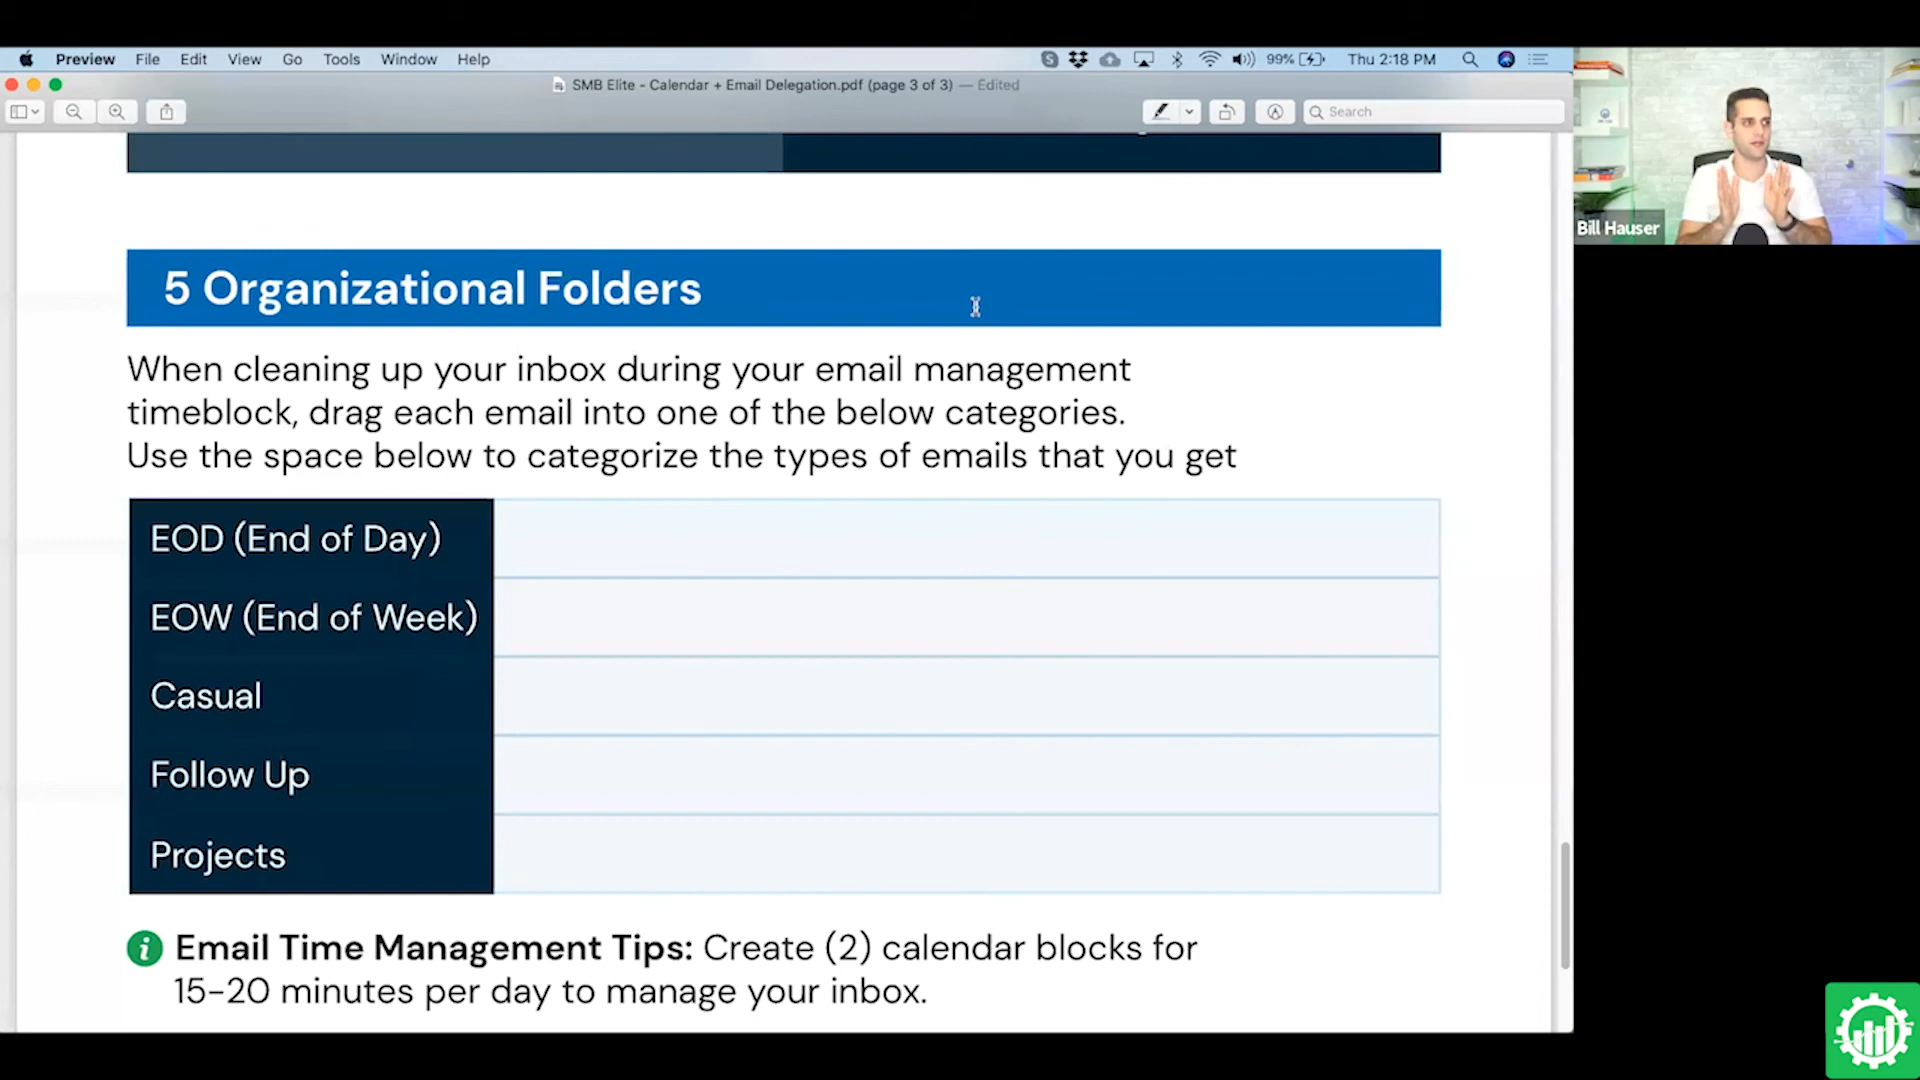 Preview File Edit View Go Tools Window Help 99% Thu 2:18 PM
SMB Elite - Calendar + Email Delegation.pdf (page 3 of 3) — Edited
Search
Bill Hauser
5 Organizational Folders
When cleaning up your inbox during your email management
timeblock, drag each email into one of the below categories.
Use the space below to categorize the types of emails that you get
EOD (End of Day)
EOW (End of Week)
Casual
Follow Up
Projects
Email Time Management Tips: Create (2) calendar blocks for
15-20 minutes per day to manage your inbox.